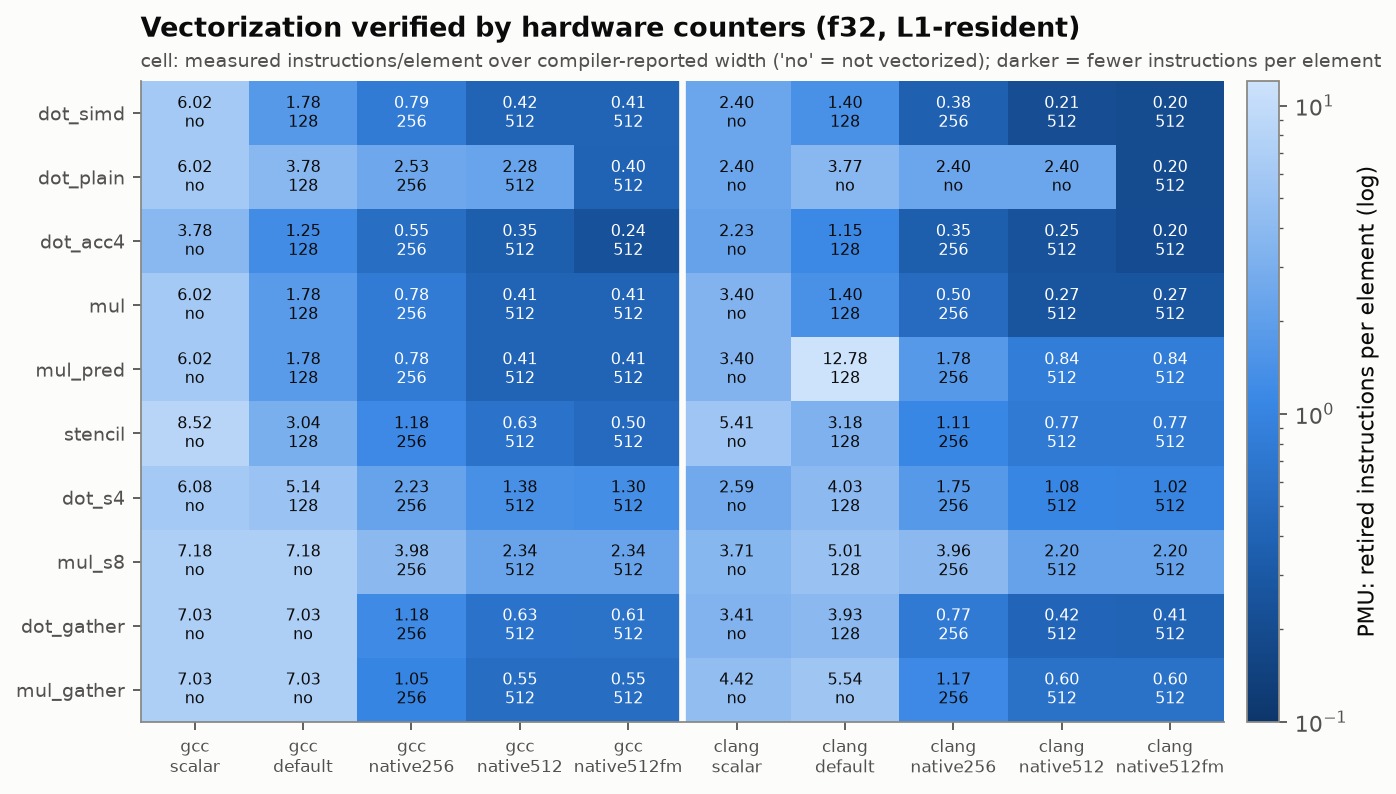 Vectorization verified by hardware counters (f32, L1-resident)
cell: measured instructions/element over compiler-reported width ('no' = not vectorized); darker = fewer instructions per element
dot_simd 6.02 1.78 0.79 0.42 0.41 2.40 1.40 0.38 0.21 0.20
no 128 256 512 512 no 128 256 512 512
dot_plain 6.02 3.78 2.53 2.28 0.40 2.40 3.77 2.40 2.40 0.20
no 128 256 512 512 no no no no 512
dot_acc4 3.78 1.25 0.55 0.35 0.24 2.23 1.15 0.35 0.25 0.20
no 128 256 512 512 no 128 256 512 512
mul 6.02 1.78 0.78 0.41 0.41 3.40 1.40 0.50 0.27 0.27
no 128 256 512 512 no 128 256 512 512
mul_pred 6.02 1.78 0.78 0.41 0.41 3.40 12.78 1.78 0.84 0.84
no 128 256 512 512 no 128 256 512 512
stencil 8.52 3.04 1.18 0.63 0.50 5.41 3.18 1.11 0.77 0.77
no 128 256 512 512 no 128 256 512 512
dot_s4 6.08 5.14 2.23 1.38 1.30 2.59 4.03 1.75 1.08 1.02
no 128 256 512 512 no 128 256 512 512
mul_s8 7.18 7.18 3.98 2.34 2.34 3.71 5.01 3.96 2.20 2.20
no no 256 512 512 no 128 256 512 512
dot_gather 7.03 7.03 1.18 0.63 0.61 3.41 3.93 0.77 0.42 0.41
no no 256 512 512 no 128 256 512 512
mul_gather 7.03 7.03 1.05 0.55 0.55 4.42 5.54 1.17 0.60 0.60
no no 256 512 512 no no 256 512 512
gcc gcc gcc gcc gcc clang clang clang clang clang
scalar default native256 native512 native512fm scalar default native256 native512 native512fm
10¹
10⁰
10⁻¹
PMU: retired instructions per element (log)